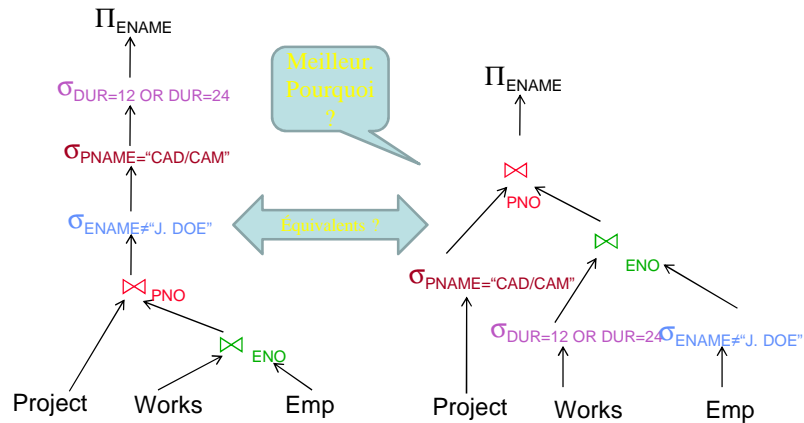 Π ENAME
σ DUR=12 OR DUR=24
σ PNAME=“CAD/CAM”
σ ENAME≠“J. DOE”
⋈ PNO
⋈ ENO
Project
Works
Emp
Meilleur.
Pourquoi
?
Équivalents ?
Π ENAME
⋈ PNO
⋈ ENO
σ PNAME=“CAD/CAM”
σ DUR=12 OR DUR=24
σ ENAME≠“J. DOE”
Project
Works
Emp